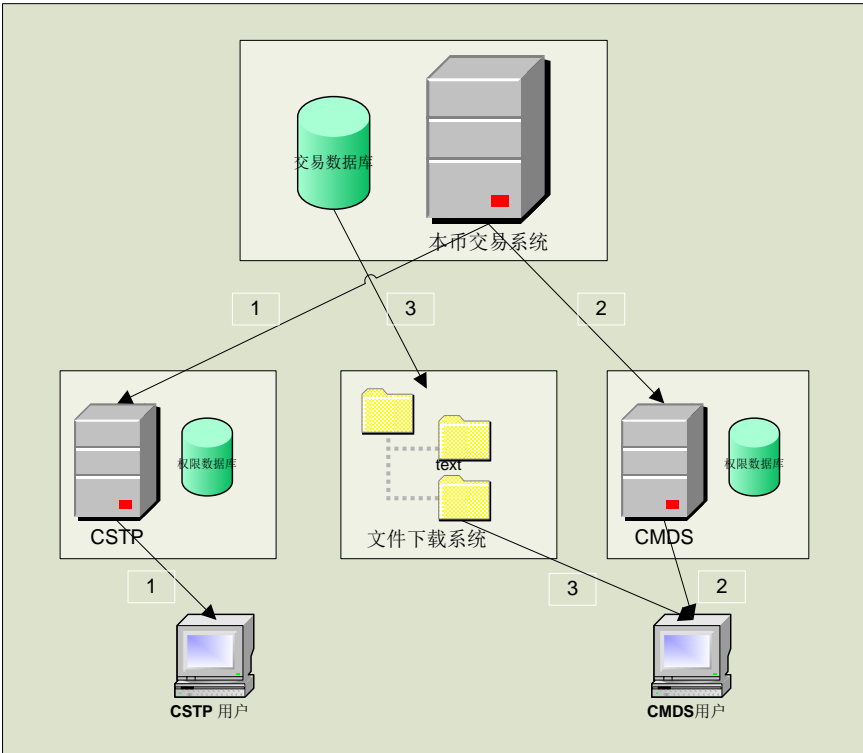 交易数据库
本币交易系统
1
3
2
权限数据库
text
权限数据库
CSTP
文件下载系统
CMDS
1
3
2
CSTP 用户
CMDS用户